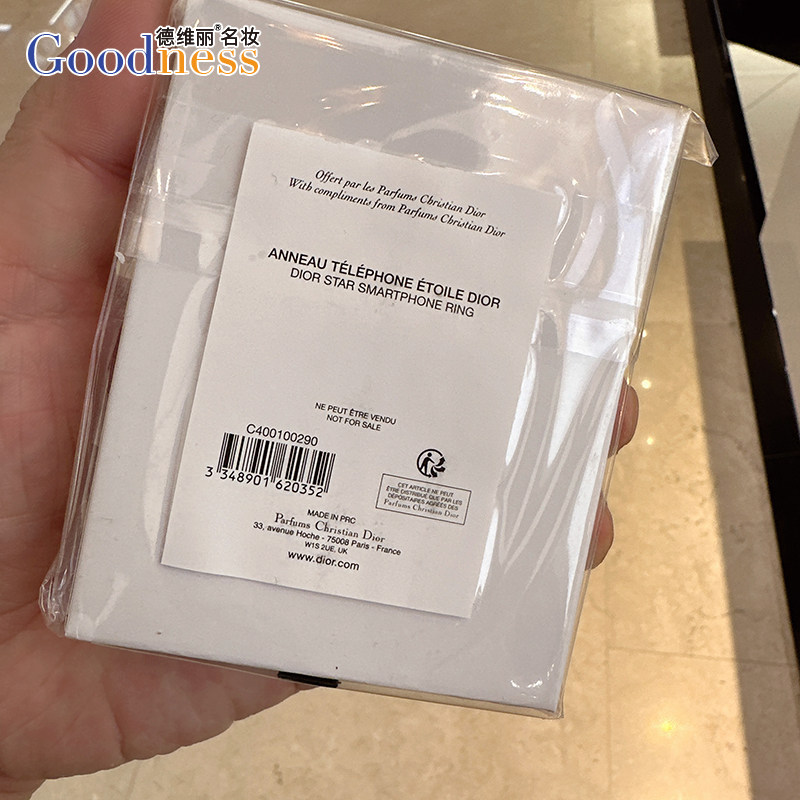 德维丽®名妆
Goodness
Offert par les Parfums Christian Dior
With compliments from Parfums Christian Dior
ANNEAU TÉLÉPHONE ÉTOILE DIOR
DIOR STAR SMARTPHONE RING
NE PEUT ÊTRE VENDU
NOT FOR SALE
C400100290
3 348901 620352
CET ARTICLE NE PEUT
ÊTRE DISTRIBUÉ QUE PAR LES
DÉPOSITAIRES AGRÉÉS DES
Parfums Christian Dior
MADE IN PRC
Parfums Christian Dior
33, avenue Hoche - 75008 Paris - France
W1S 2UE, UK
www.dior.com